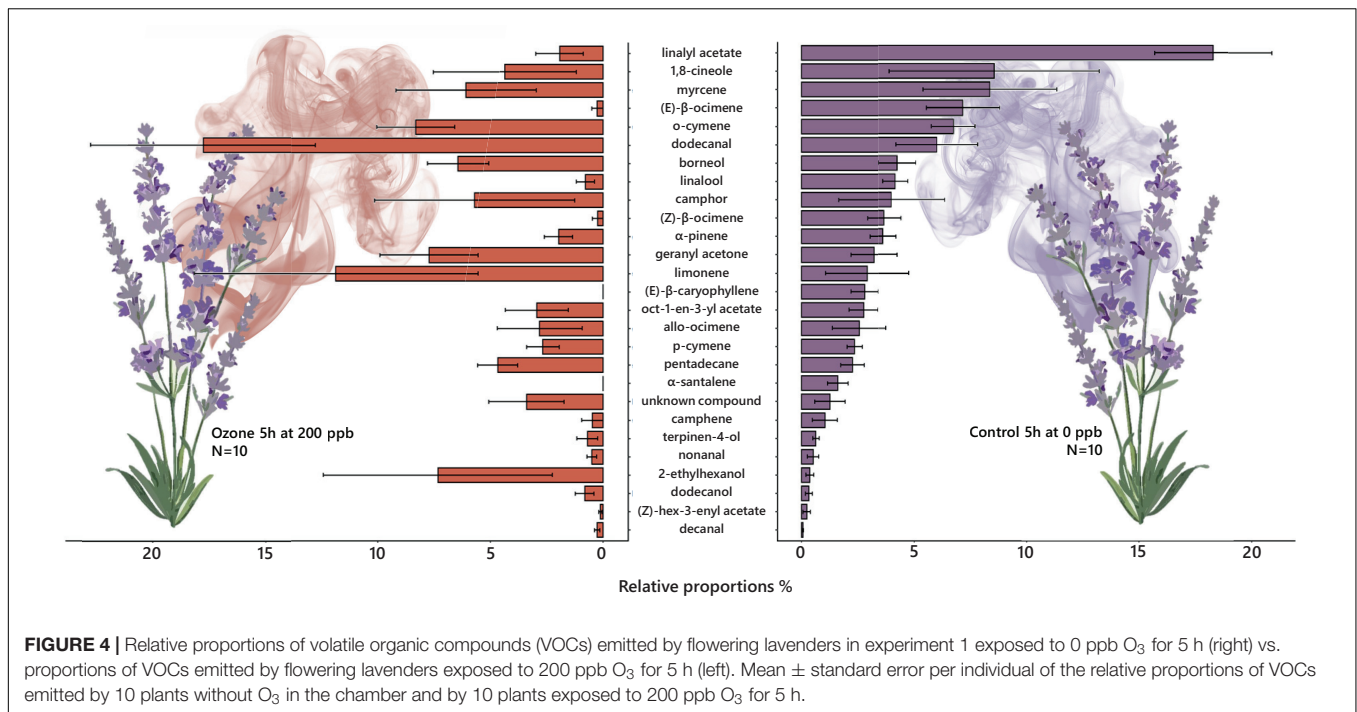 linalyl acetate
1,8-cineole
myrcene
(E)-β-ocimene
o-cymene
dodecanal
borneol
linalool
camphor
(Z)-β-ocimene
α-pinene
geranyl acetone
limonene
(E)-β-caryophyllene
oct-1-en-3-yl acetate
allo-ocimene
p-cymene
pentadecane
α-santalene
unknown compound
camphene
terpinen-4-ol
nonanal
2-ethylhexanol
dodecanol
(Z)-hex-3-enyl acetate
decanal
Ozone 5h at 200 ppb
N=10
Control 5h at 0 ppb
N=10
20 15 10 5 0 0 5 10 15 20
Relative proportions %
FIGURE 4 | Relative proportions of volatile organic compounds (VOCs) emitted by flowering lavenders in experiment 1 exposed to 0 ppb O₃ for 5 h (right) vs.
proportions of VOCs emitted by flowering lavenders exposed to 200 ppb O₃ for 5 h (left). Mean ± standard error per individual of the relative proportions of VOCs
emitted by 10 plants without O₃ in the chamber and by 10 plants exposed to 200 ppb O₃ for 5 h.